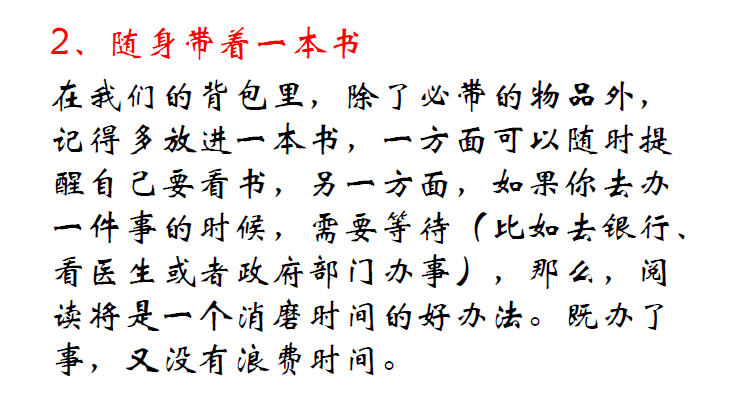 2、随身带着一本书
在我们的背包里，除了必带的物品外，
记得多放进一本书，一方面可以随时提
醒自己要看书，另一方面，如果你去办
一件事的时候，需要等待（比如去银行、
看医生或者政府部门办事），那么，阅
读将是一个消磨时间的好办法。既办了
事，又没有浪费时间。